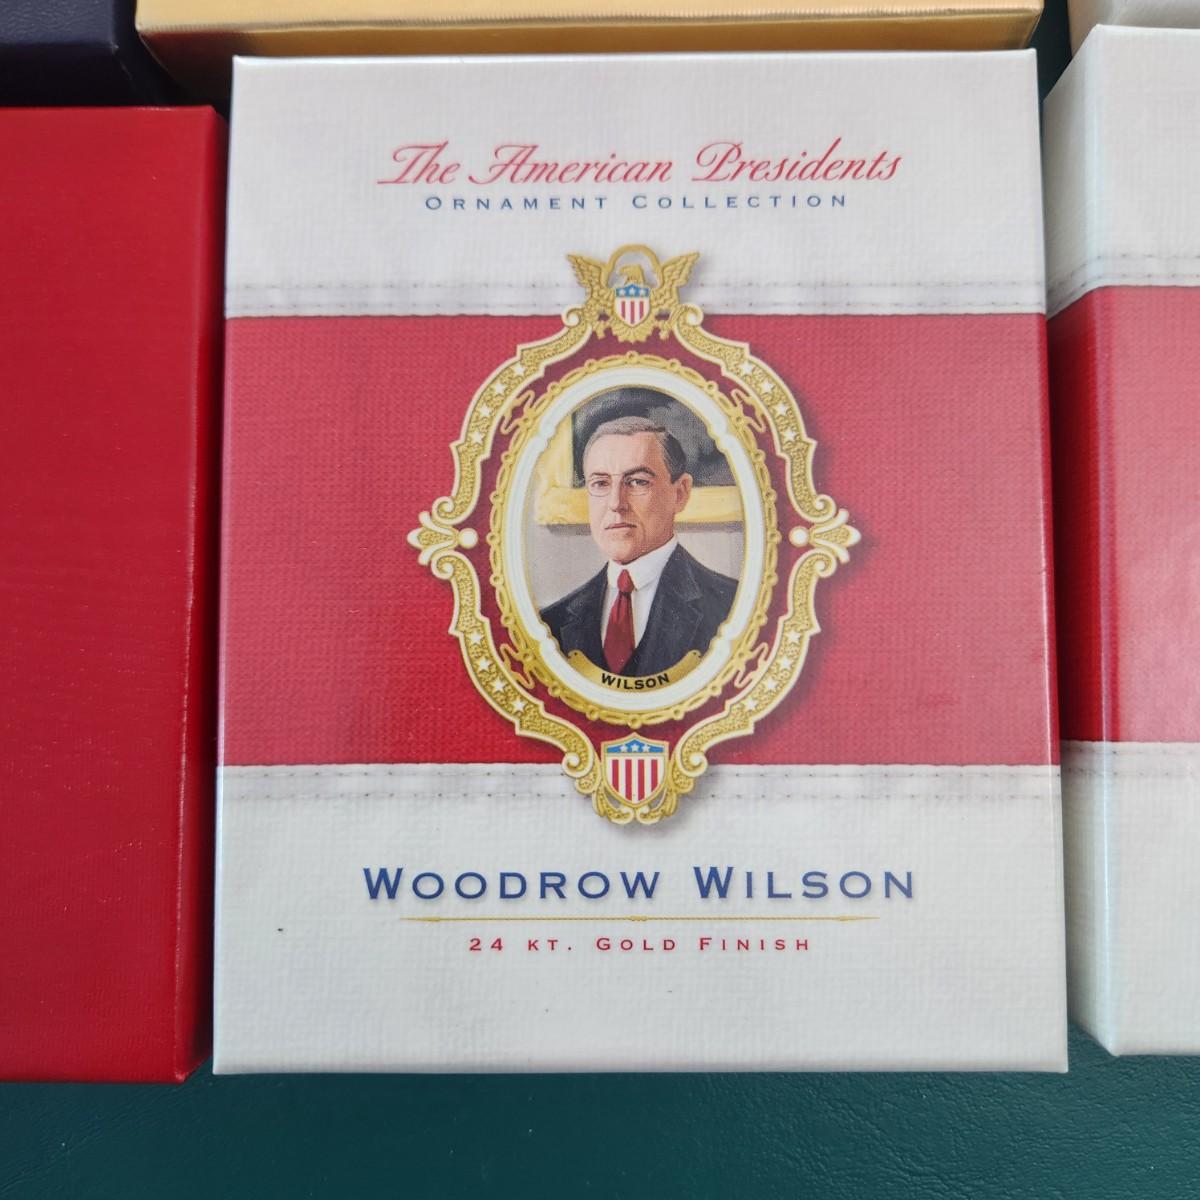 The American Presidents
ORNAMENT COLLECTION
WILSON
WOODROW WILSON
24 KT. GOLD FINISH